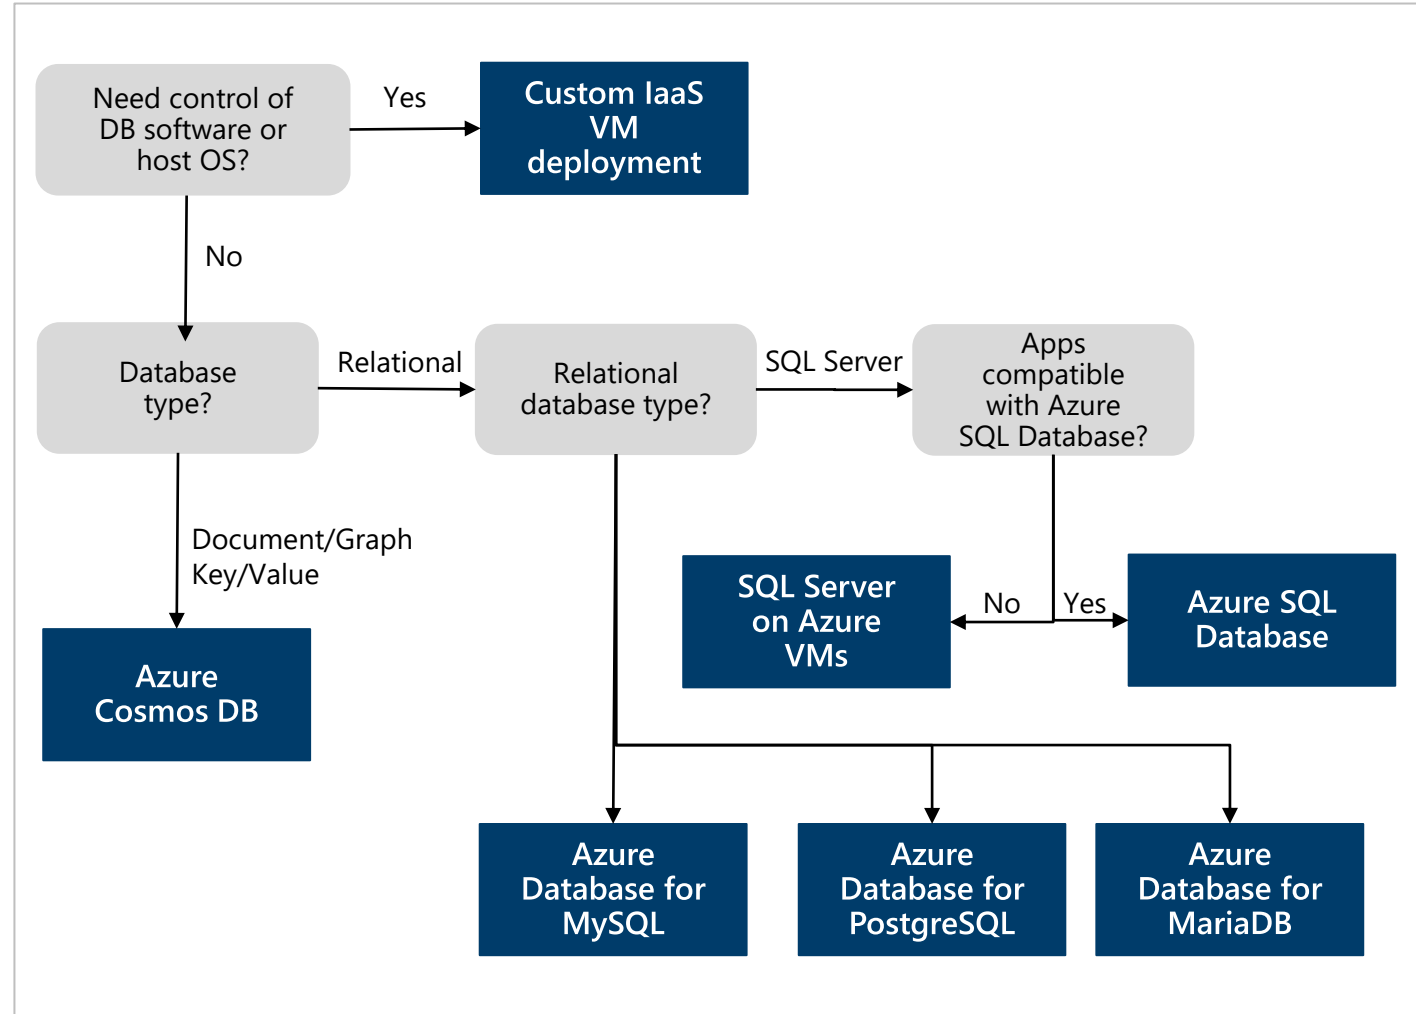 Need control of
DB software or
host OS?
Yes
Custom IaaS
VM
deployment
No
Database
type?
Relational
Relational
database type?
SQL Server
Apps
compatible
with Azure
SQL Database?
Document/Graph
Key/Value
SQL Server
on Azure
VMs
No
Yes
Azure SQL
Database
Azure
Cosmos DB
Azure
Database for
MySQL
Azure
Database for
PostgreSQL
Azure
Database for
MariaDB